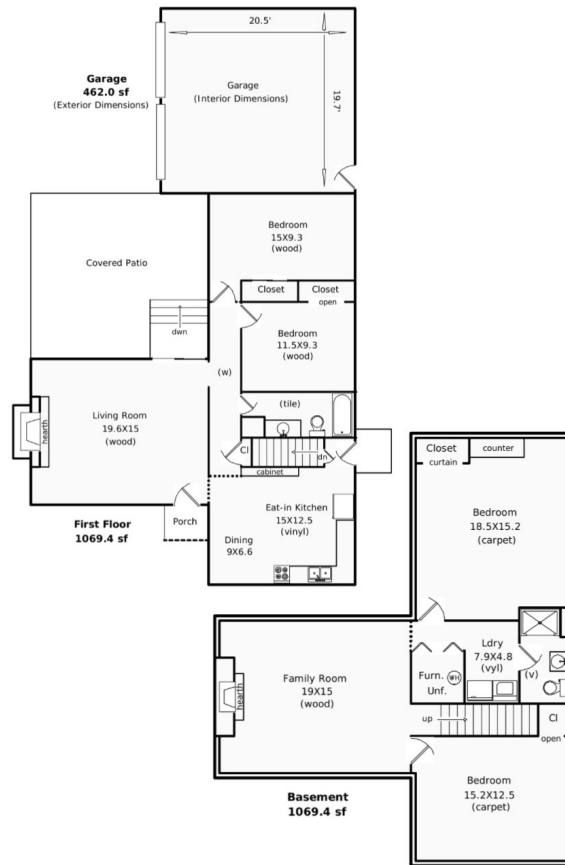 20.5'
Garage
462.0 sf
(Exterior Dimensions)
Garage
(Interior Dimensions)
19.7'
Bedroom
15X9.3
(wood)
Covered Patio
Closet
Closet
open
dwn
Bedroom
11.5X9.3
(wood)
(w)
(tile)
Living Room
19.6X15
(wood)
hearth
Cl
dn
cabinet
Eat-in Kitchen
15X12.5
(vinyl)
Porch
Dining
9X6.6
First Floor
1069.4 sf
Closet
curtain
counter
Bedroom
18.5X15.2
(carpet)
Ldry
7.9X4.8
(vyl)
(v)
Family Room
19X15
(wood)
hearth
Furn.
Unf.
WH
up
Cl
open
Bedroom
15.2X12.5
(carpet)
Basement
1069.4 sf